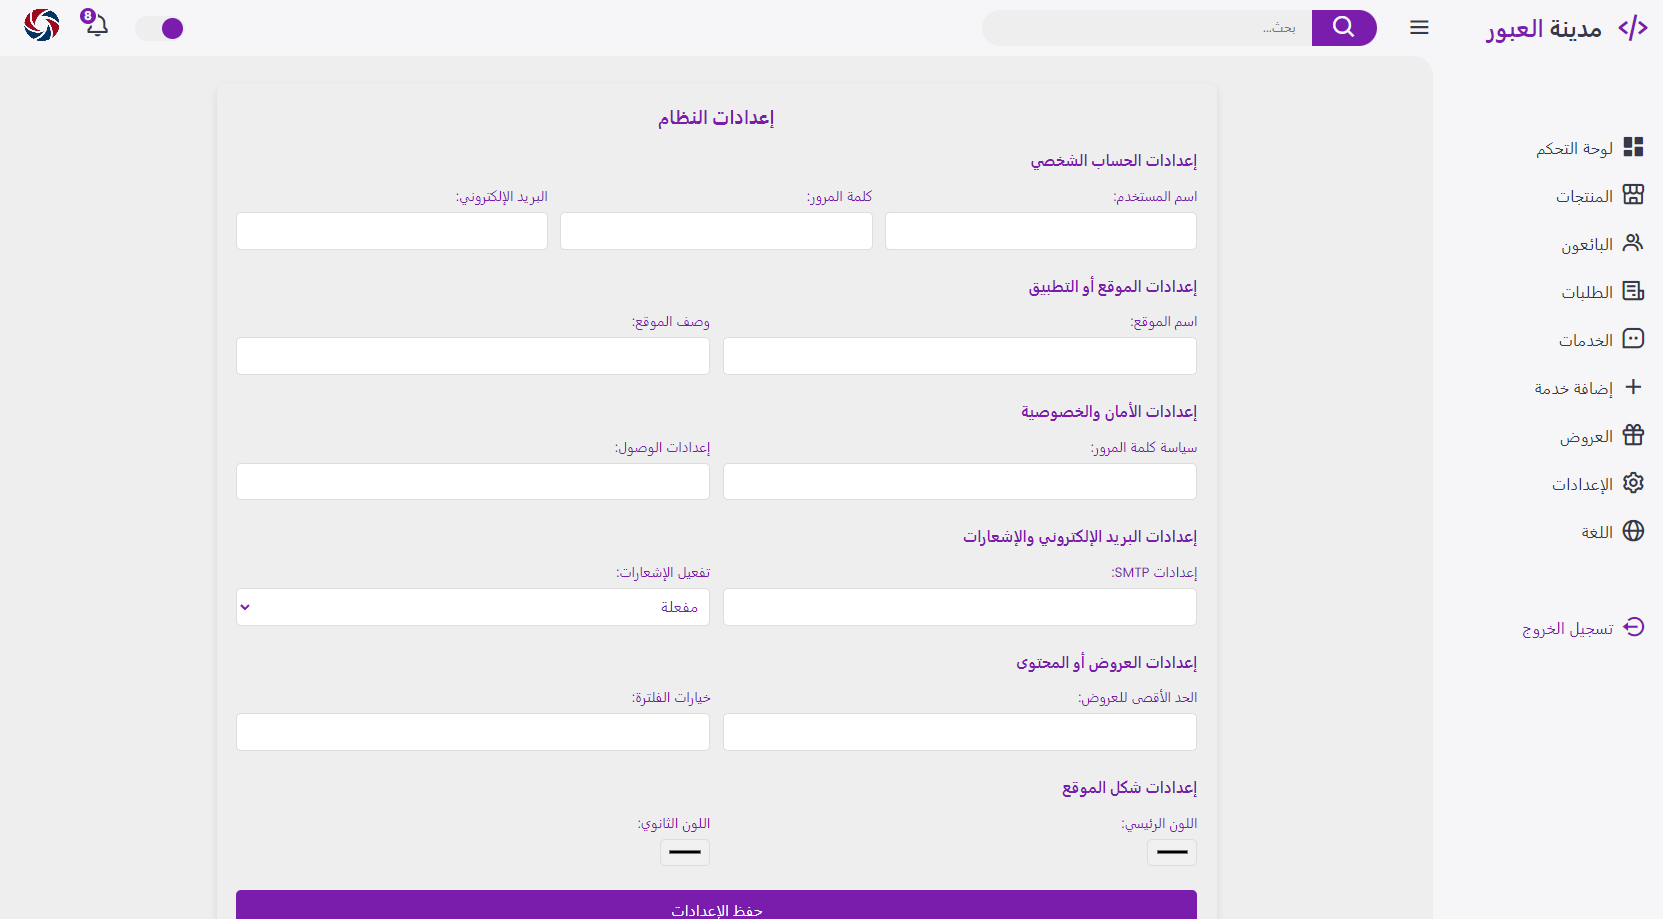 مدينة العبور
بحث...
8
لوحة التحكم
المنتجات
البائعون
الطلبات
الخدمات
إضافة خدمة
العروض
الإعدادات
اللغة
تسجيل الخروج
إعدادات النظام
إعدادات الحساب الشخصي
اسم المستخدم: كلمة المرور: البريد الإلكتروني:
إعدادات الموقع أو التطبيق
اسم الموقع: وصف الموقع:
إعدادات الأمان والخصوصية
سياسة كلمة المرور: إعدادات الوصول:
إعدادات البريد الإلكتروني والإشعارات
إعدادات SMTP: تفعيل الإشعارات:
مفعلة
إعدادات العروض أو المحتوى
الحد الأقصى للعروض: خيارات الفلترة:
إعدادات شكل الموقع
اللون الرئيسي: اللون الثانوي:
حفظ الإعدادات